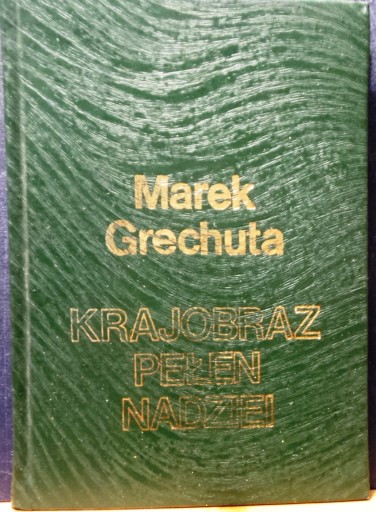 Marek
Grechuta
KRAJOBRAZ
PEŁEN
NADZIEI